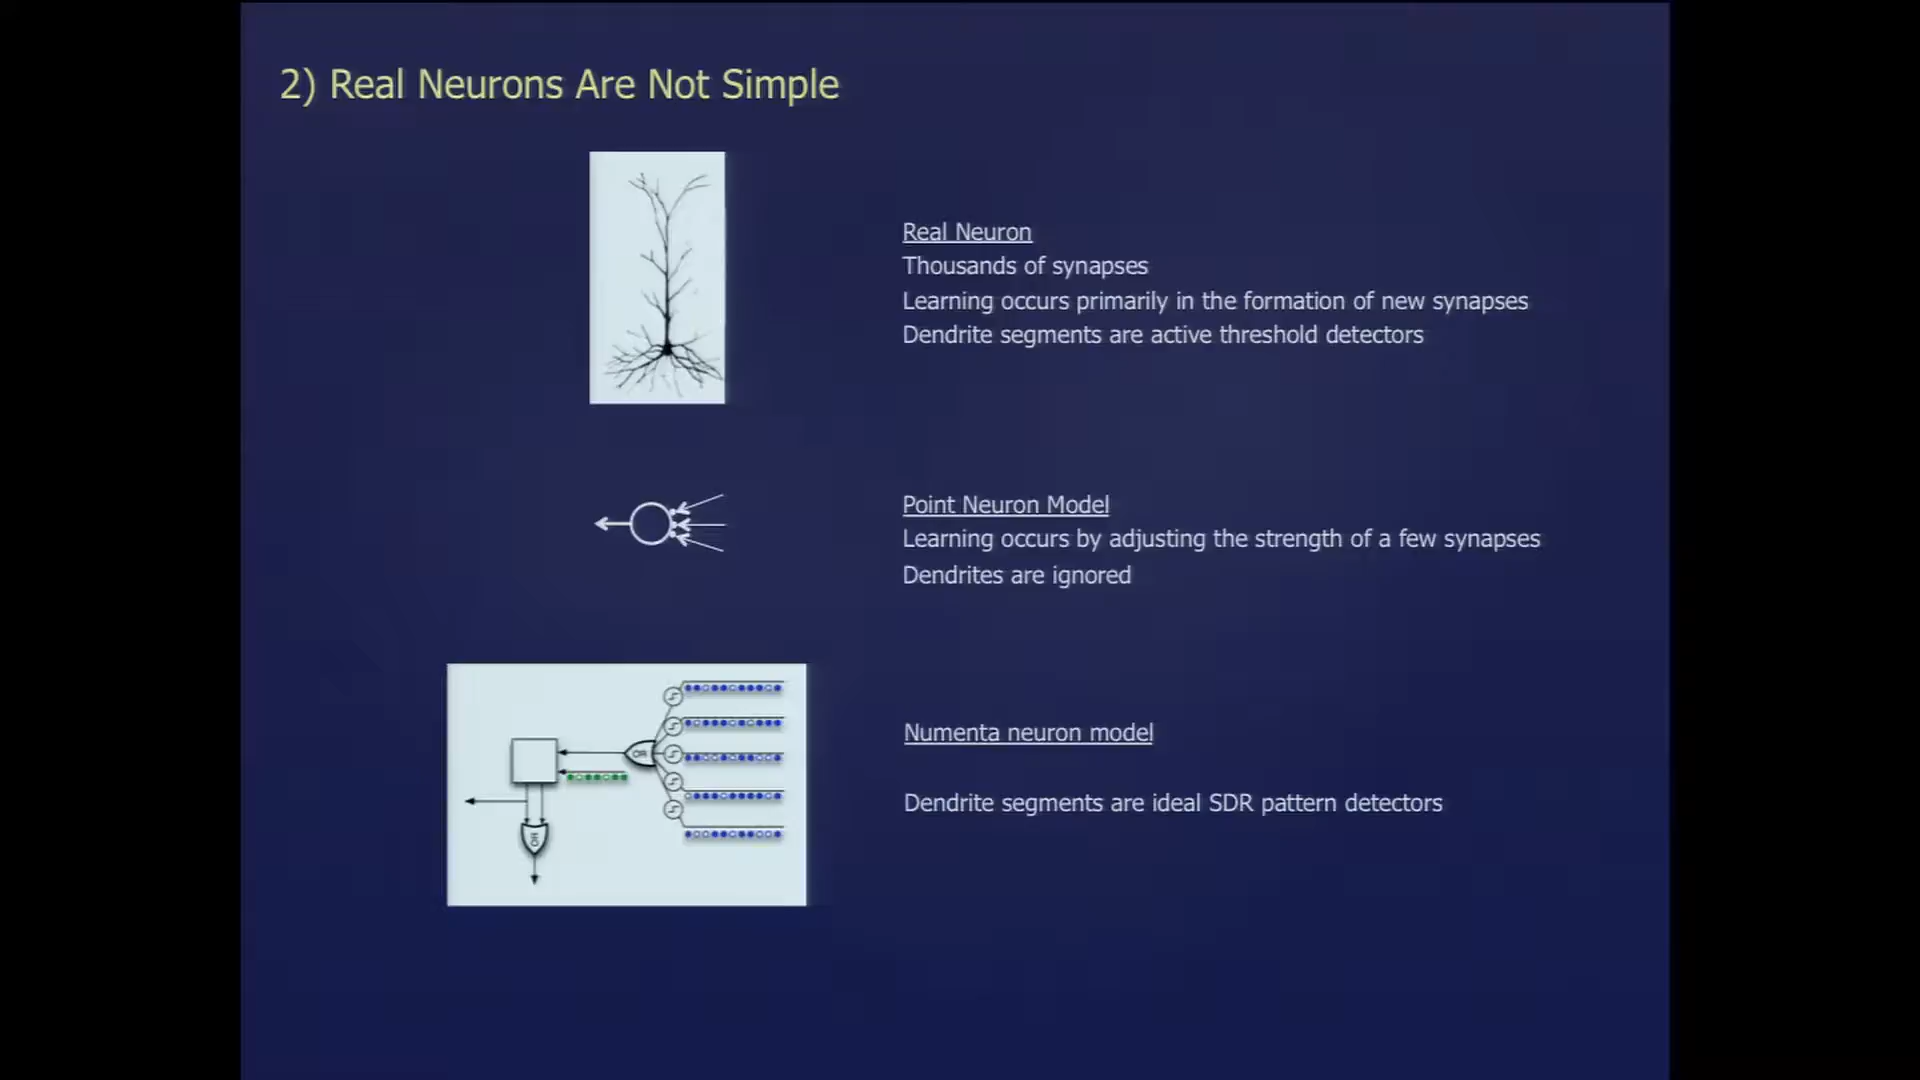 2) Real Neurons Are Not Simple
Real Neuron
Thousands of synapses
Learning occurs primarily in the formation of new synapses
Dendrite segments are active threshold detectors
Point Neuron Model
Learning occurs by adjusting the strength of a few synapses
Dendrites are ignored
OR
OR
Numenta neuron model
Dendrite segments are ideal SDR pattern detectors